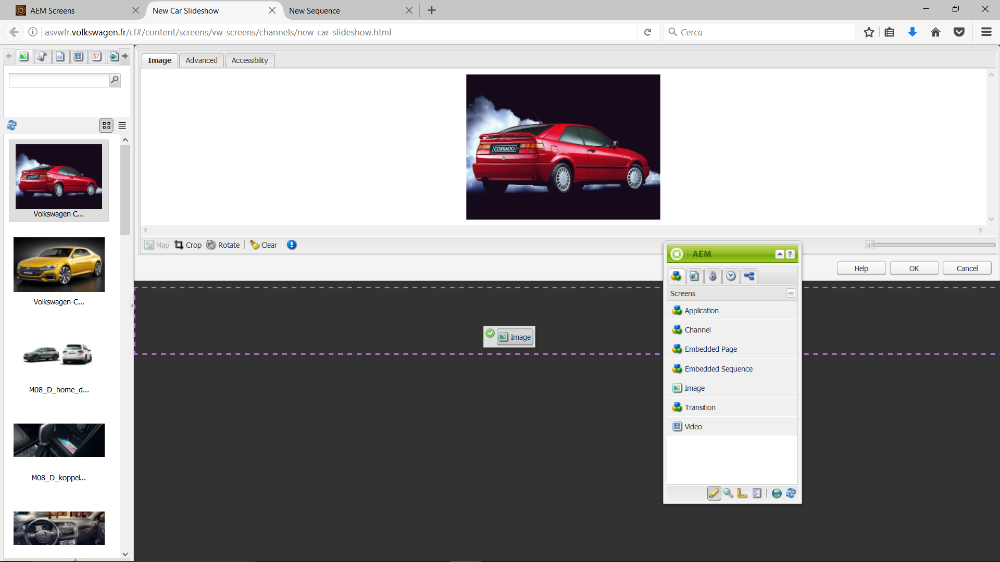 AEM Screens
New Car Slideshow
New Sequence
asvwfr.volkswagen.fr/cf#/content/screens/vw-screens/channels/new-car-slideshow.html
Cerca
S7
Image
Advanced
Accessibility
CORRADO
Volkswagen C...
Volkswagen-C...
M08_D_home_d...
M08_D_koppel...
Map
Crop
Rotate
Clear
Help
OK
Cancel
Image
AEM
?
Screens
Application
Channel
Embedded Page
Embedded Sequence
Image
Transition
Video